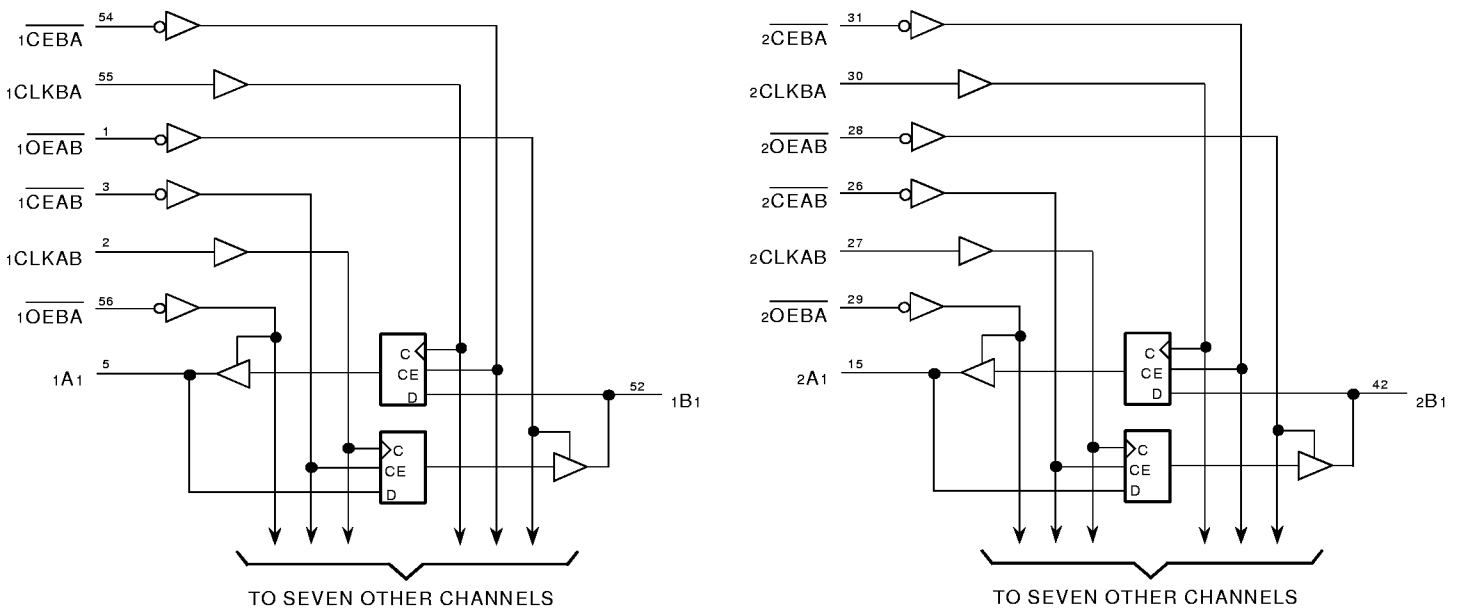 54
1CEBA
55
1CLKBA
1
1OEAB
3
1CEAB
2
1CLKAB
56
1OEBA
5
1A1
C
CE
D
52
1B1
C
CE
D
TO SEVEN OTHER CHANNELS
31
2CEBA
30
2CLKBA
28
2OEAB
26
2CEAB
27
2CLKAB
29
2OEBA
15
2A1
C
CE
D
42
2B1
C
CE
D
TO SEVEN OTHER CHANNELS